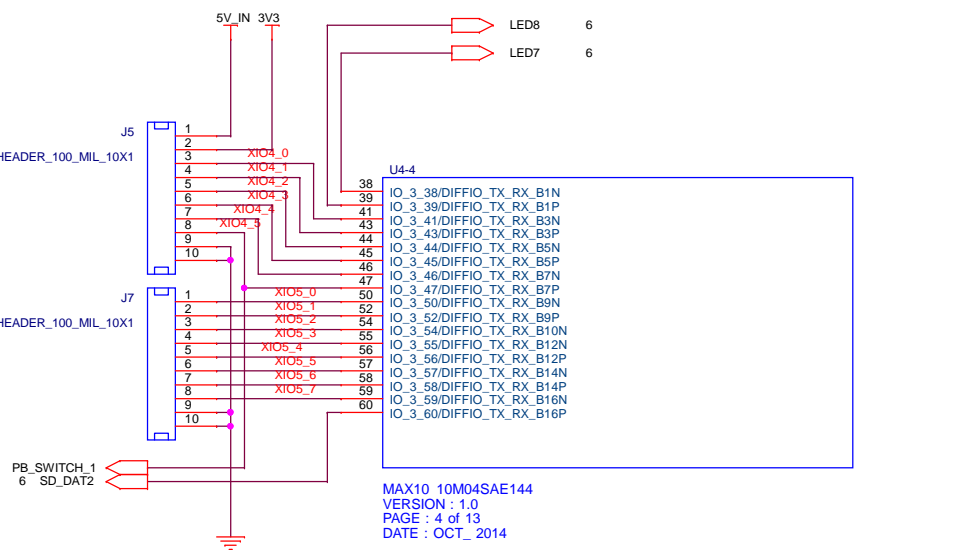 5V_IN 3V3
LED8 6
LED7 6
J5
HEADER_100_MIL_10X1
1
2
3
4
5
6
7
8
9
10
XIO4_0
XIO4_1
XIO4_2
XIO4_3
XIO4_4
XIO4_5
J7
HEADER_100_MIL_10X1
1
2
3
4
5
6
7
8
9
10
XIO5_0
XIO5_1
XIO5_2
XIO5_3
XIO5_4
XIO5_5
XIO5_6
XIO5_7
U4-4
38 IO_3_38/DIFFIO_TX_RX_B1N
39 IO_3_39/DIFFIO_TX_RX_B1P
41 IO_3_41/DIFFIO_TX_RX_B3N
43 IO_3_43/DIFFIO_TX_RX_B3P
44 IO_3_44/DIFFIO_TX_RX_B5N
45 IO_3_45/DIFFIO_TX_RX_B5P
46 IO_3_46/DIFFIO_TX_RX_B7N
47 IO_3_47/DIFFIO_TX_RX_B7P
50 IO_3_50/DIFFIO_TX_RX_B9N
52 IO_3_52/DIFFIO_TX_RX_B9P
54 IO_3_54/DIFFIO_TX_RX_B10N
55 IO_3_55/DIFFIO_TX_RX_B12N
56 IO_3_56/DIFFIO_TX_RX_B12P
57 IO_3_57/DIFFIO_TX_RX_B14N
58 IO_3_58/DIFFIO_TX_RX_B14P
59 IO_3_59/DIFFIO_TX_RX_B16N
60 IO_3_60/DIFFIO_TX_RX_B16P
PB_SWITCH_1
6 SD_DAT2
MAX10 10M04SAE144
VERSION : 1.0
PAGE : 4 of 13
DATE : OCT_ 2014